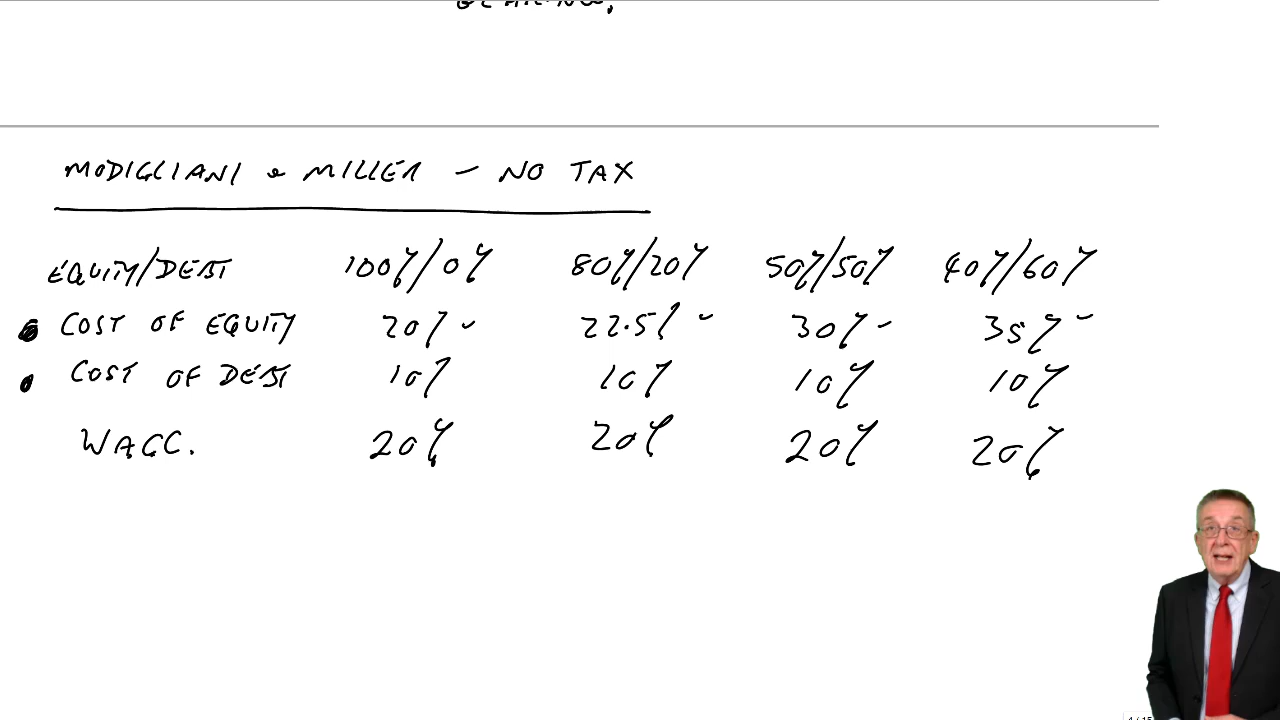 MODIGLIANI & MILLER - NO TAX
EQUITY/DEBT 100%/0% 80%/20% 50%/50% 40%/60%
COST OF EQUITY 20% 22.5% 30% 35%
COST OF DEBT 10% 10% 10% 10%
WACC. 20% 20% 20% 20%